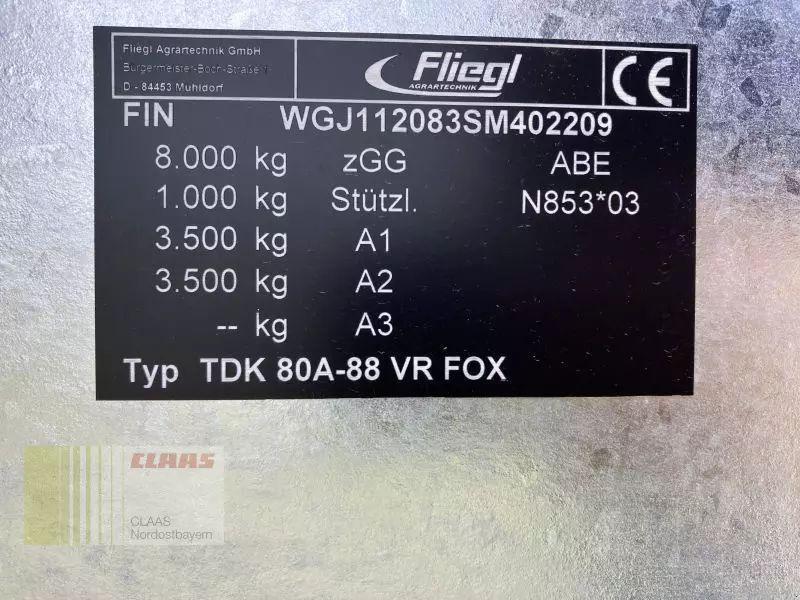 Fliegl Agrartechnik GmbH
Bürgermeister-Boch-Straße 1
D - 84453 Mühldorf
Fliegl
AGRARTECHNIK
CE
FIN WGJ112083SM402209
8.000 kg zGG ABE
1.000 kg Stützl. N853*03
3.500 kg A1
3.500 kg A2
-- kg A3
Typ TDK 80A-88 VR FOX
CLAAS
CLAAS
Nordostbayern